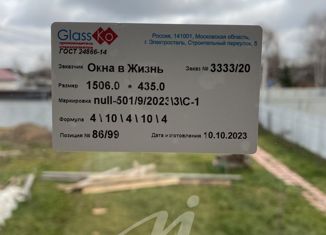 GlassKo
ГОСТ 24866-14
Россия, 141001, Московская область,
г. Электросталь, Строительный переулок, 5
Заказчик Окна в Жизнь Заказ № 3333/20
Размер 1506.0 * 435.0
Маркировка null-501/9/2023\3\С-1
Формула 4\10\4\10\4
Позиция № 86/99 Дата изготовления 10.10.2023